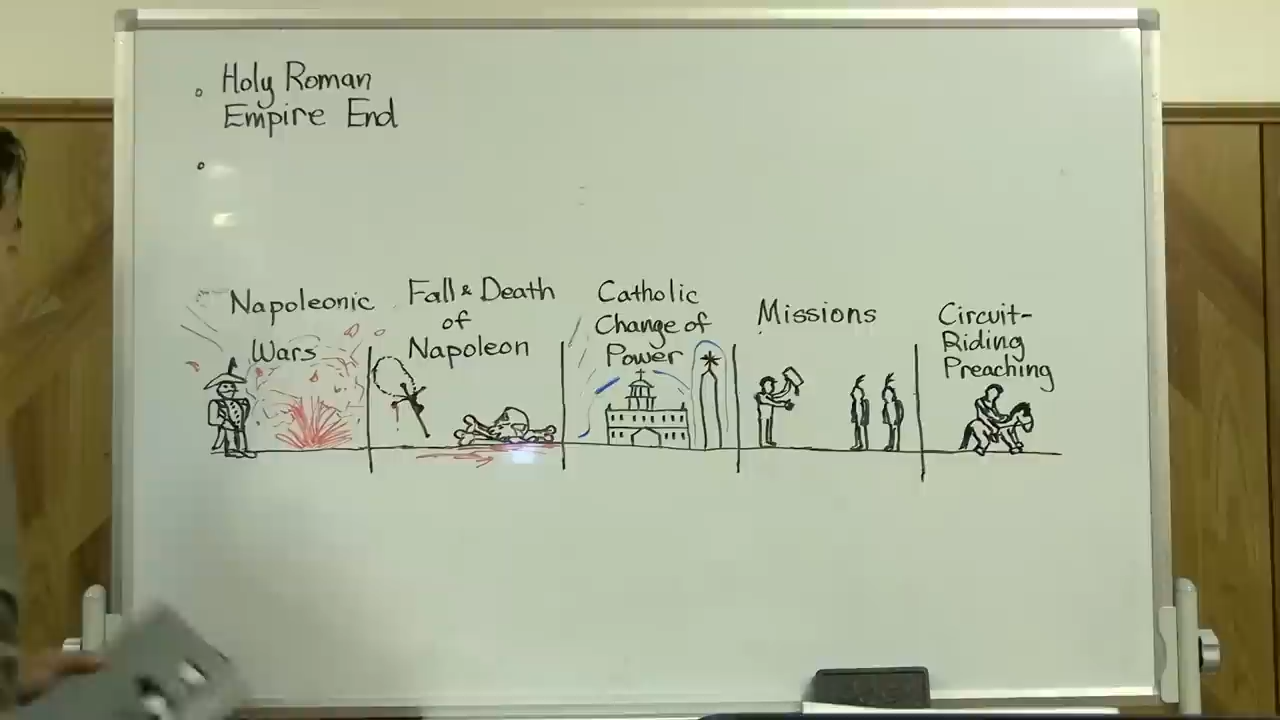 Holy Roman
Empire End
Napoleonic
Wars
Fall & Death
of
Napoleon
Catholic
Change of
Power
Missions
Circuit-
Riding
Preaching